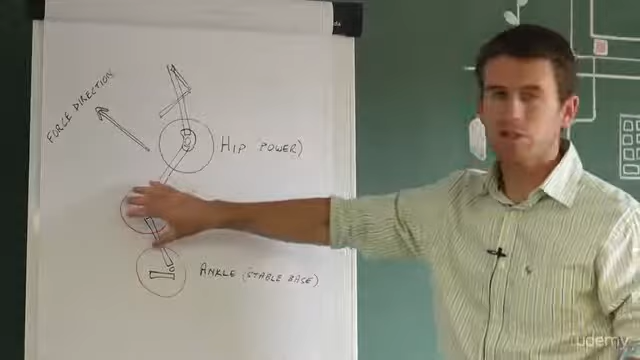 FORCE DIRECTION
HIP (POWER)
ANKLE (STABLE BASE)
udemy